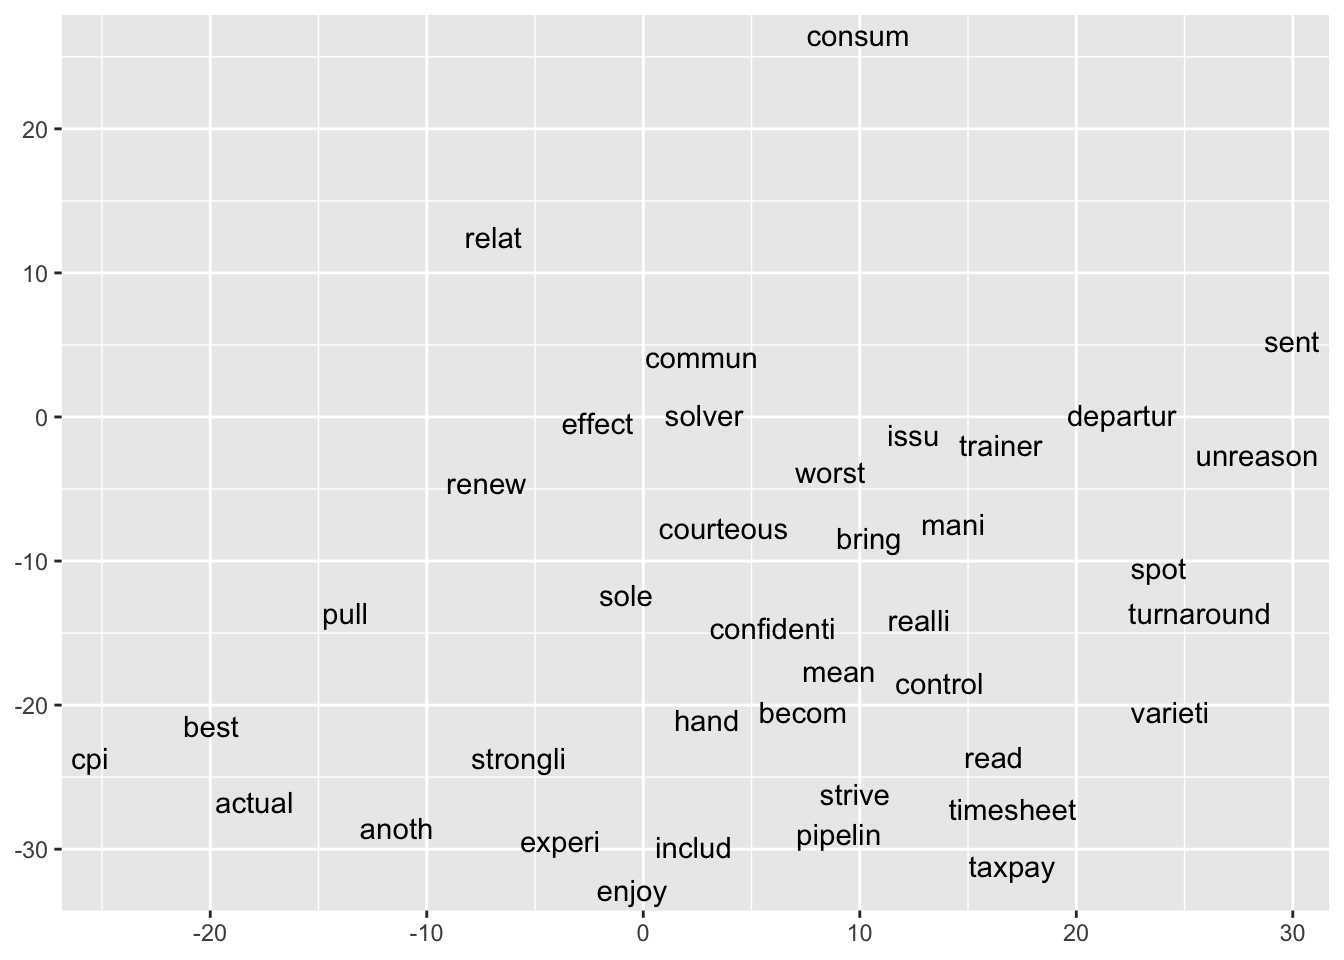 consum
20
relat
10
sent
commun
0
solver
departur
effect
issu
trainer
unreason
worst
renew
mani
courteous
bring
-10
spot
sole
pull
turnaround
realli
confidenti
mean
control
-20
becom
varieti
hand
best
cpi
strongli
read
strive
actual
timesheet
anoth
pipelin
experi
includ
-30
taxpay
enjoy
-20 -10 0 10 20 30